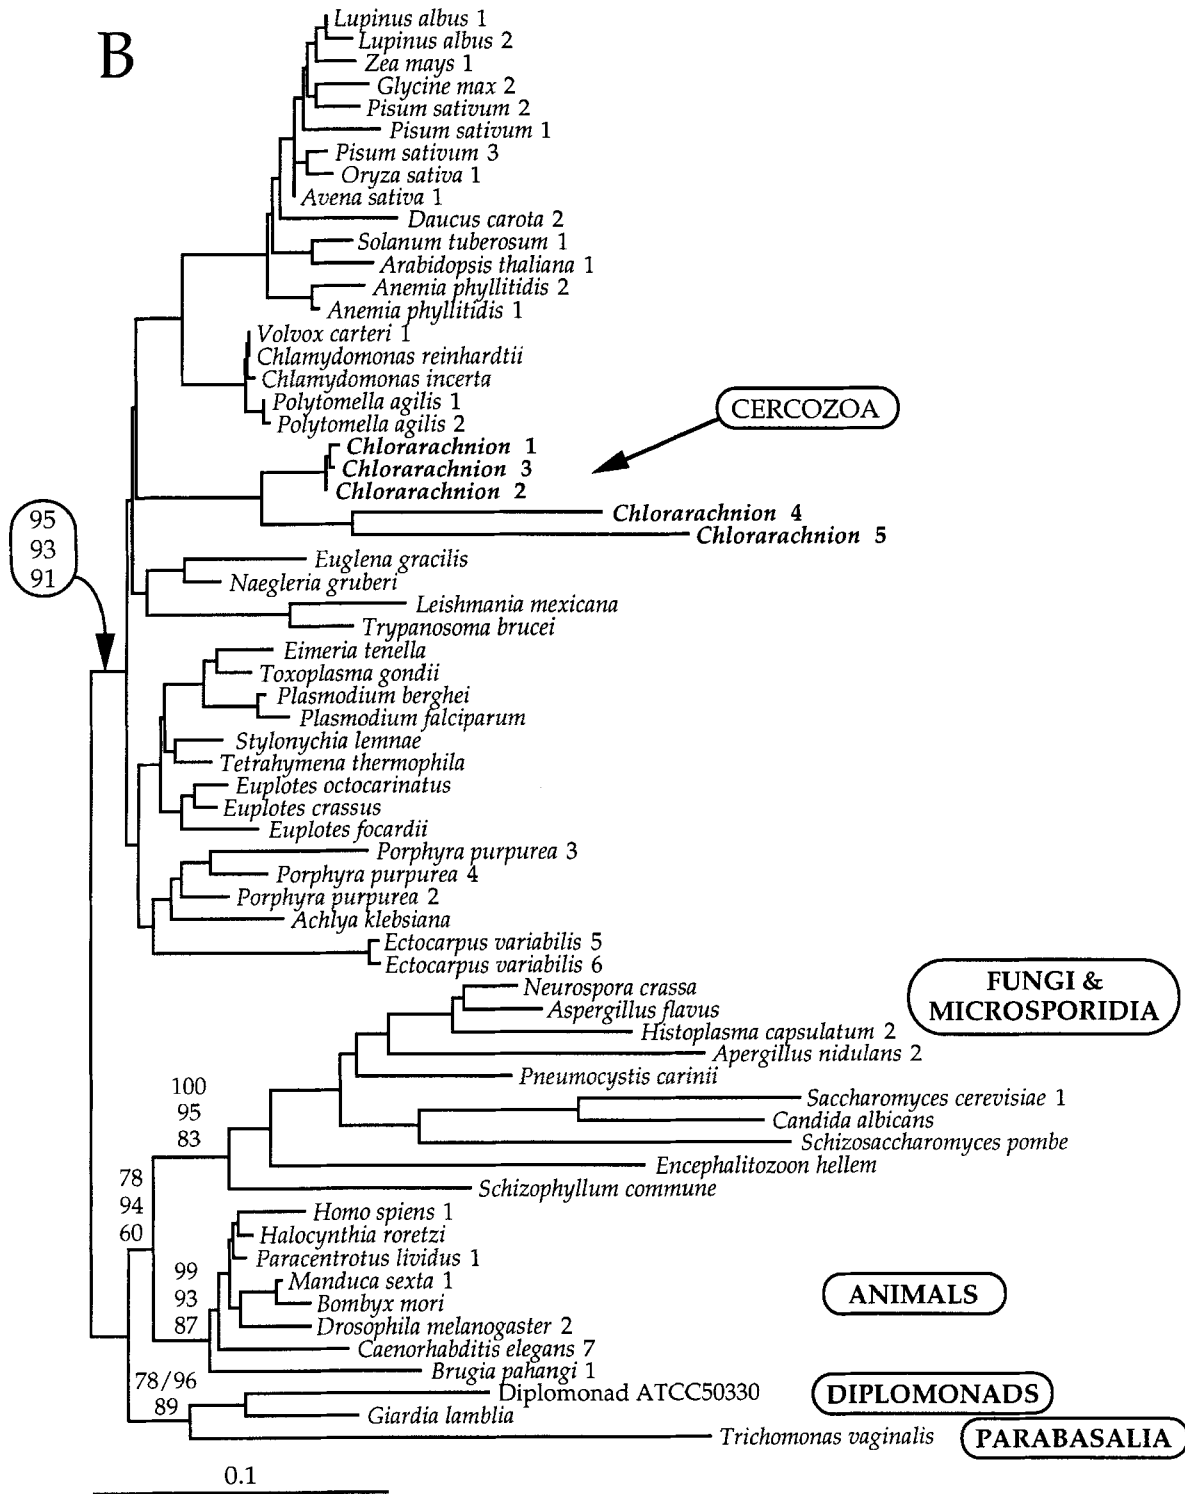 B
Lupinus albus 1
Lupinus albus 2
Zea mays 1
Glycine max 2
Pisum sativum 2
Pisum sativum 1
Pisum sativum 3
Oryza sativa 1
Avena sativa 1
Daucus carota 2
Solanum tuberosum 1
Arabidopsis thaliana 1
Anemia phyllitidis 2
Anemia phyllitidis 1
Volvox carteri 1
Chlamydomonas reinhardtii
Chlamydomonas incerta
Polytomella agilis 1
Polytomella agilis 2
CERCOZOA
Chlorarachnion 1
Chlorarachnion 3
Chlorarachnion 2
Chlorarachnion 4
Chlorarachnion 5
95
93
91
Euglena gracilis
Naegleria gruberi
Leishmania mexicana
Trypanosoma brucei
Eimeria tenella
Toxoplasma gondii
Plasmodium berghei
Plasmodium falciparum
Stylonychia lemnae
Tetrahymena thermophila
Euplotes octocarinatus
Euplotes crassus
Euplotes focardii
Porphyra purpurea 3
Porphyra purpurea 4
Porphyra purpurea 2
Achlya klebsiana
Ectocarpus variabilis 5
Ectocarpus variabilis 6
FUNGI &
MICROSPORIDIA
Neurospora crassa
Aspergillus flavus
Histoplasma capsulatum 2
Apergillus nidulans 2
Pneumocystis carinii
Saccharomyces cerevisiae 1
Candida albicans
Schizosaccharomyces pombe
Encephalitozoon hellem
Schizophyllum commune
100
95
83
78
94
60
Homo spiens 1
Halocynthia roretzi
Paracentrotus lividus 1
Manduca sexta 1
Bombyx mori
Drosophila melanogaster 2
Caenorhabditis elegans 7
Brugia pahangi 1
99
93
87
ANIMALS
78/96
89
Diplomonad ATCC50330
Giardia lamblia
DIPLOMONADS
Trichomonas vaginalis
PARABASALIA
0.1